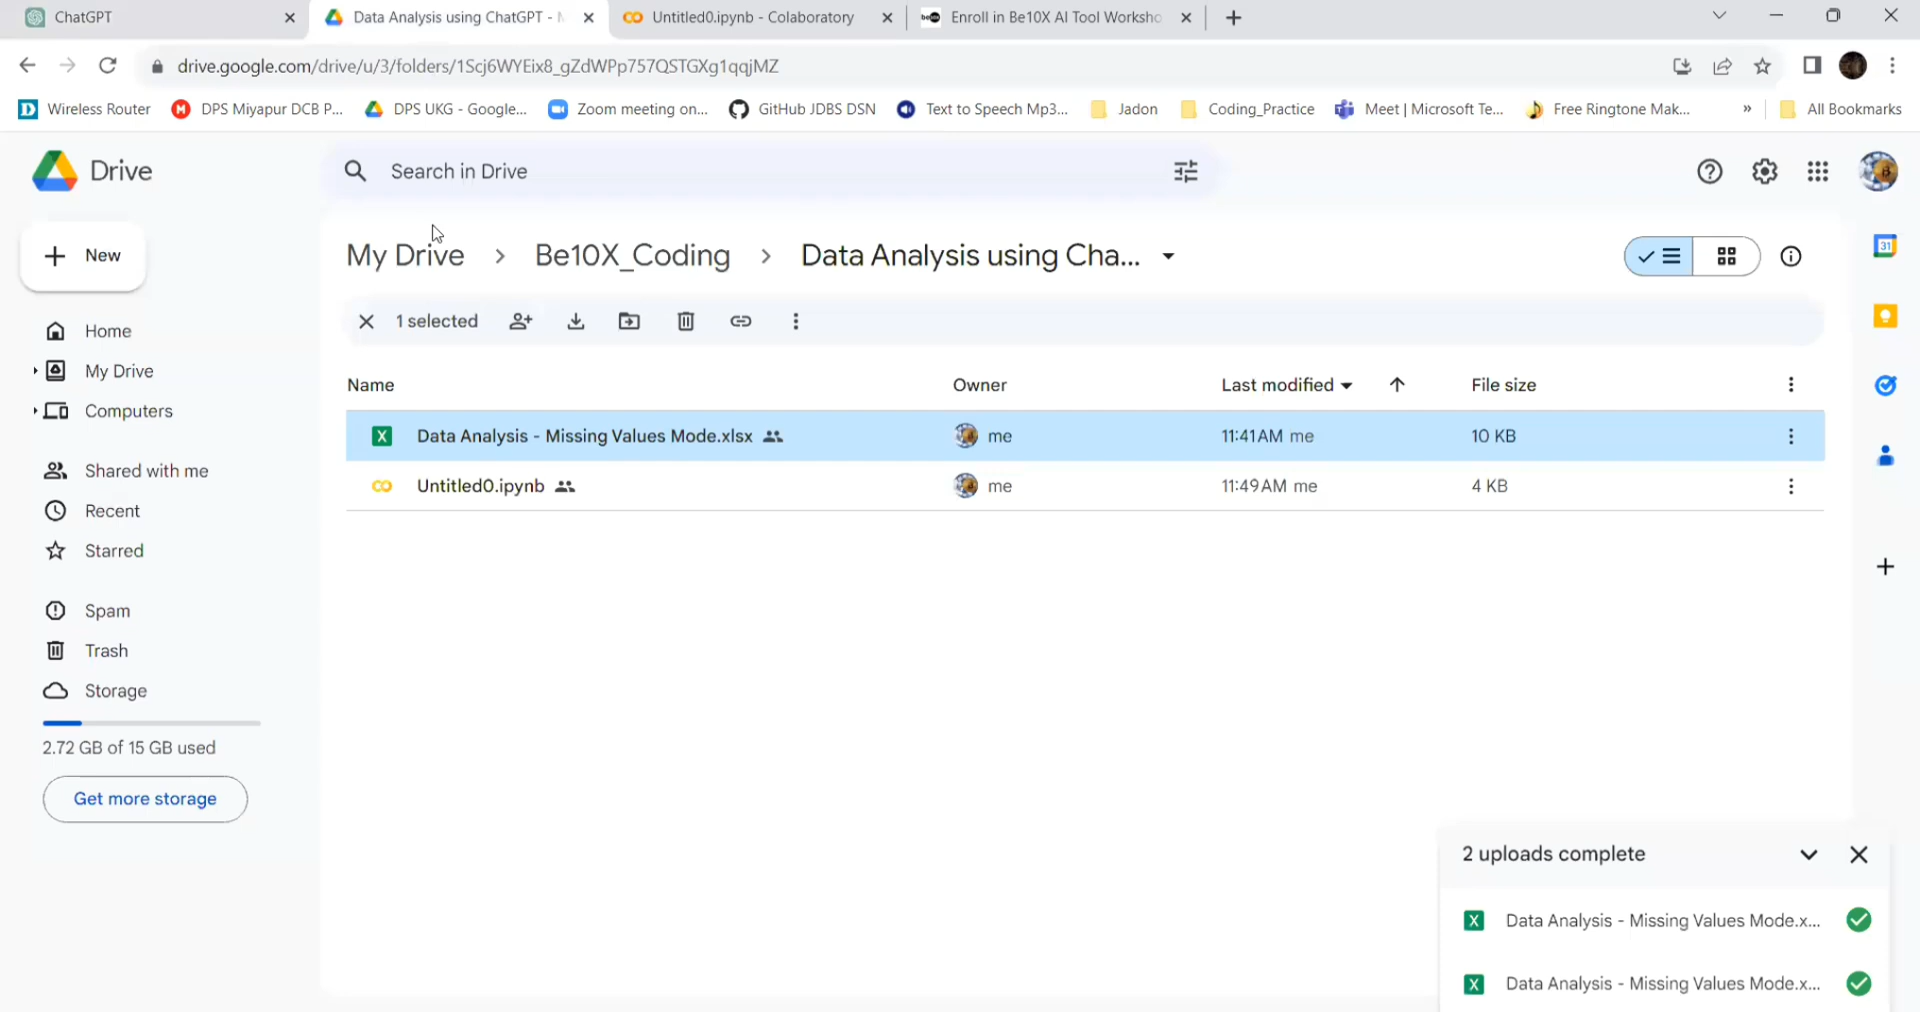 ChatGPT
Data Analysis using ChatGPT -
Untitled0.ipynb - Colaboratory
Enroll in Be10X AI Tool Worksho
drive.google.com/drive/u/3/folders/1Scj6WYEix8_gZdWPp757QSTGXg1qqjMZ
Wireless Router
DPS Miyapur DCB P...
DPS UKG - Google...
Zoom meeting on...
GitHub JDBS DSN
Text to Speech Mp3...
Jadon
Coding_Practice
Meet | Microsoft Te...
Free Ringtone Mak...
»
All Bookmarks
Drive
Search in Drive
New
My Drive > Be10X_Coding > Data Analysis using Cha...
1 selected
Home
My Drive
Computers
Shared with me
Recent
Starred
Spam
Trash
Storage
2.72 GB of 15 GB used
Get more storage
Name Owner Last modified File size
Data Analysis - Missing Values Mode.xlsx me 11:41 AM me 10 KB
Untitled0.ipynb me 11:49 AM me 4 KB
31
2 uploads complete
Data Analysis - Missing Values Mode.x...
Data Analysis - Missing Values Mode.x...